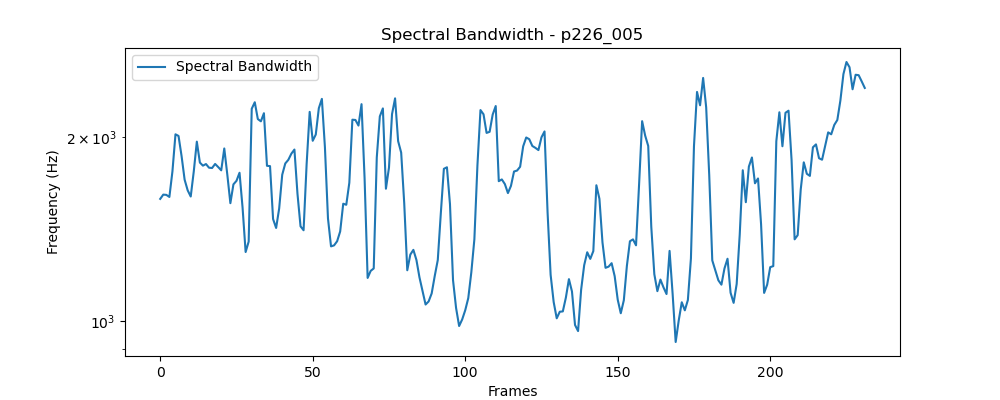 Spectral Bandwidth - p226_005
Spectral Bandwidth
Frequency (Hz)
2 × 10³
10³
0 50 100 150 200
Frames